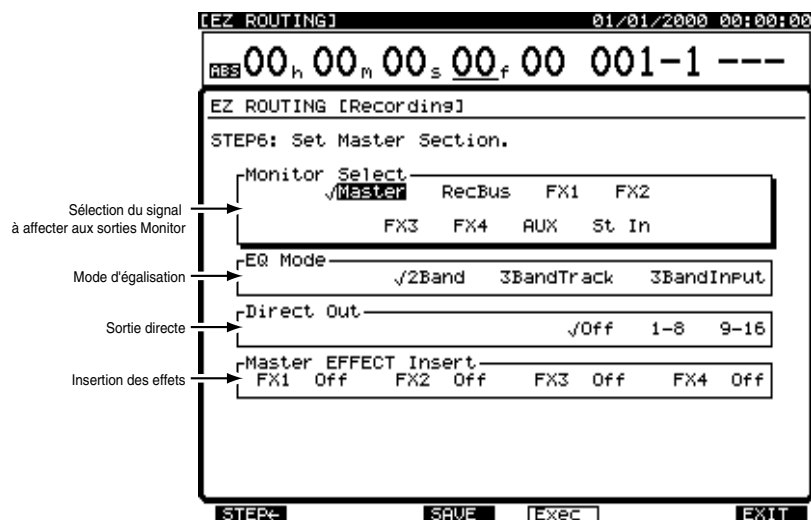 [EZ ROUTING] 01/01/2000 00:00:00
ABS 00h 00m 00s 00f 00 001-1 ---
EZ ROUTING [Recording]
STEP6: Set Master Section.
Monitor Select
√Master RecBus FX1 FX2
Sélection du signal
à affecter aux sorties Monitor
FX3 FX4 AUX St In
EQ Mode
Mode d'égalisation
√2Band 3BandTrack 3BandInput
Direct Out
Sortie directe
√Off 1-8 9-16
Master EFFECT Insert
Insertion des effets
FX1 Off FX2 Off FX3 Off FX4 Off
STEP← SAVE Exec EXIT